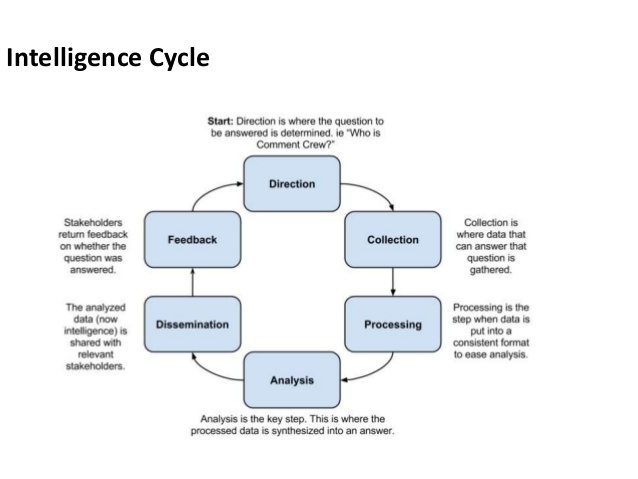 Intelligence Cycle
Start: Direction is where the question to
be answered is determined. ie “Who is
Comment Crew?”
Direction
Collection
Collection is
where data that
can answer that
question is
gathered.
Processing
Processing is the
step when data is
put into a
consistent format
to ease analysis.
Analysis
Analysis is the key step. This is where the
processed data is synthesized into an answer.
Dissemination
The analyzed
data (now
intelligence) is
shared with
relevant
stakeholders.
Feedback
Stakeholders
return feedback
on whether the
question was
answered.